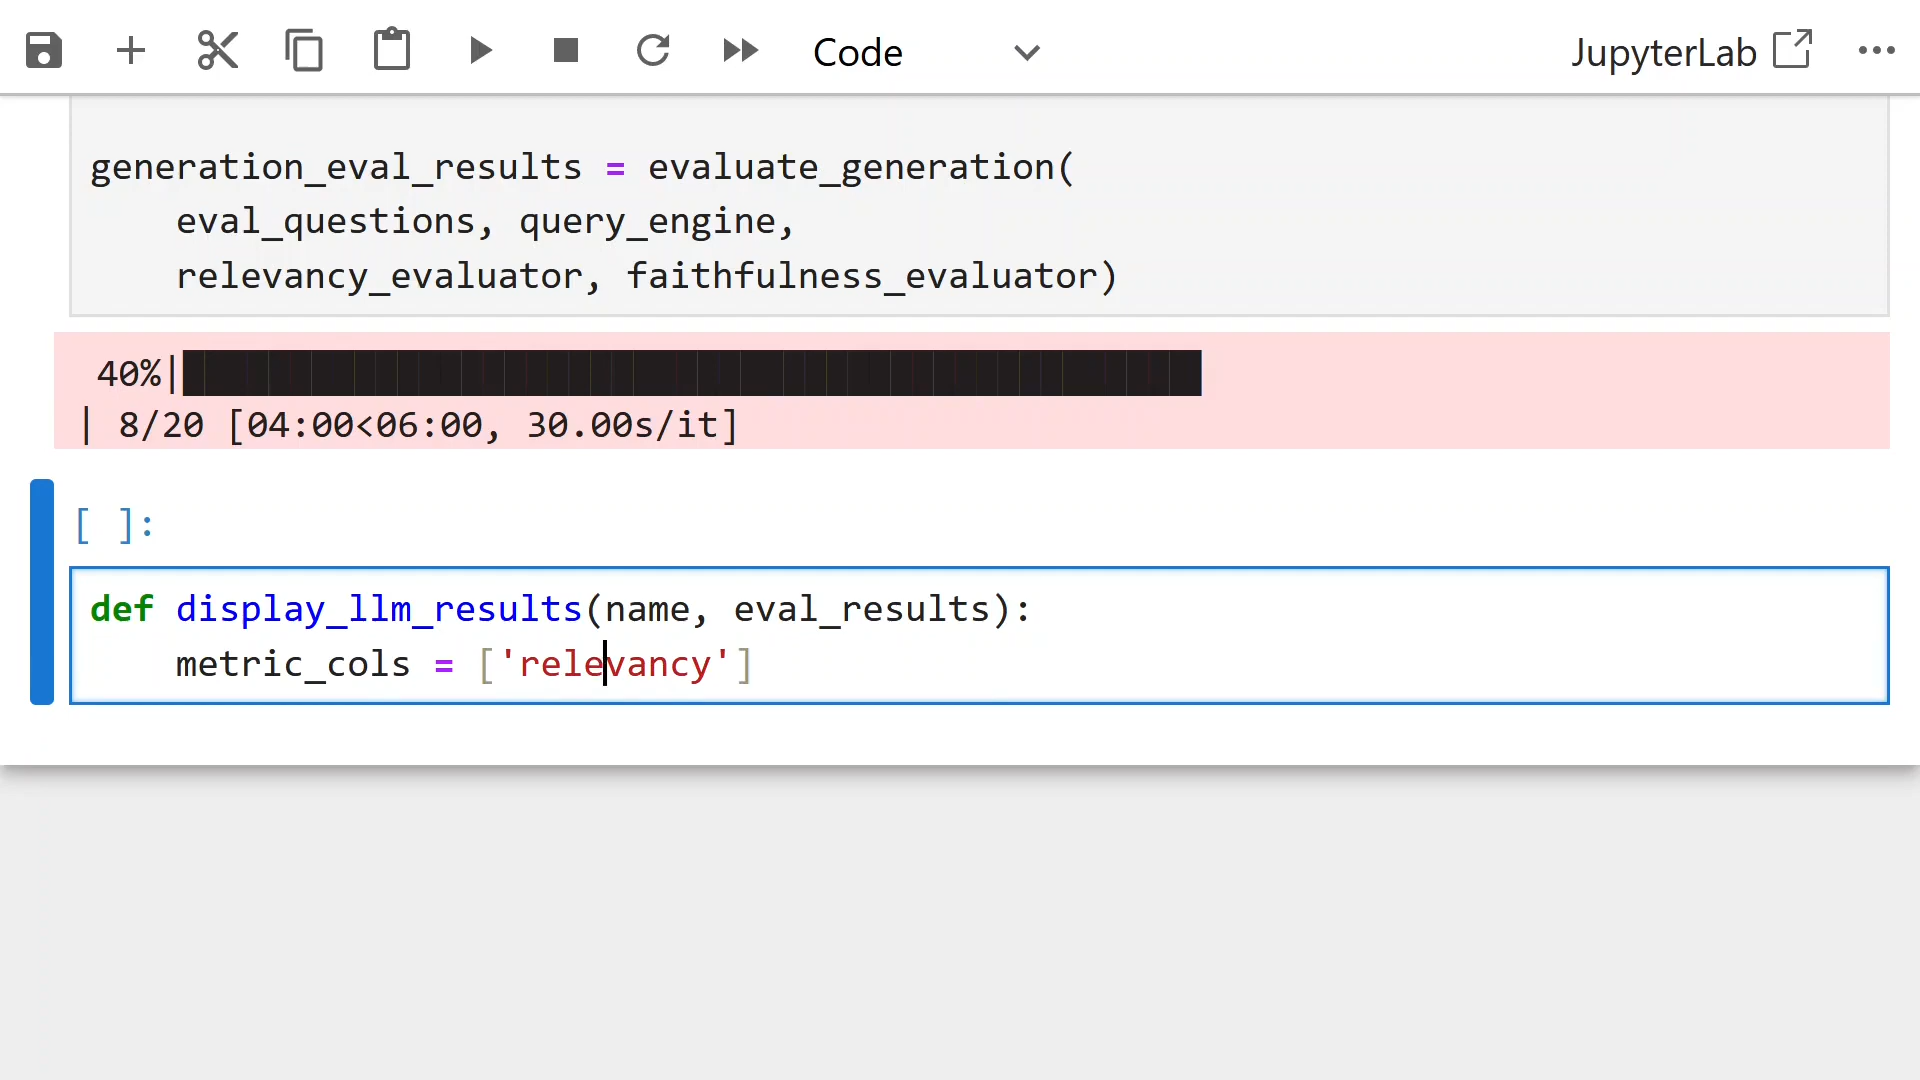 Code
JupyterLab
generation_eval_results = evaluate_generation(
    eval_questions, query_engine,
    relevancy_evaluator, faithfulness_evaluator)
40%|
| 8/20 [04:00<06:00, 30.00s/it]
[ ]:
def display_llm_results(name, eval_results):
    metric_cols = ['relevancy']